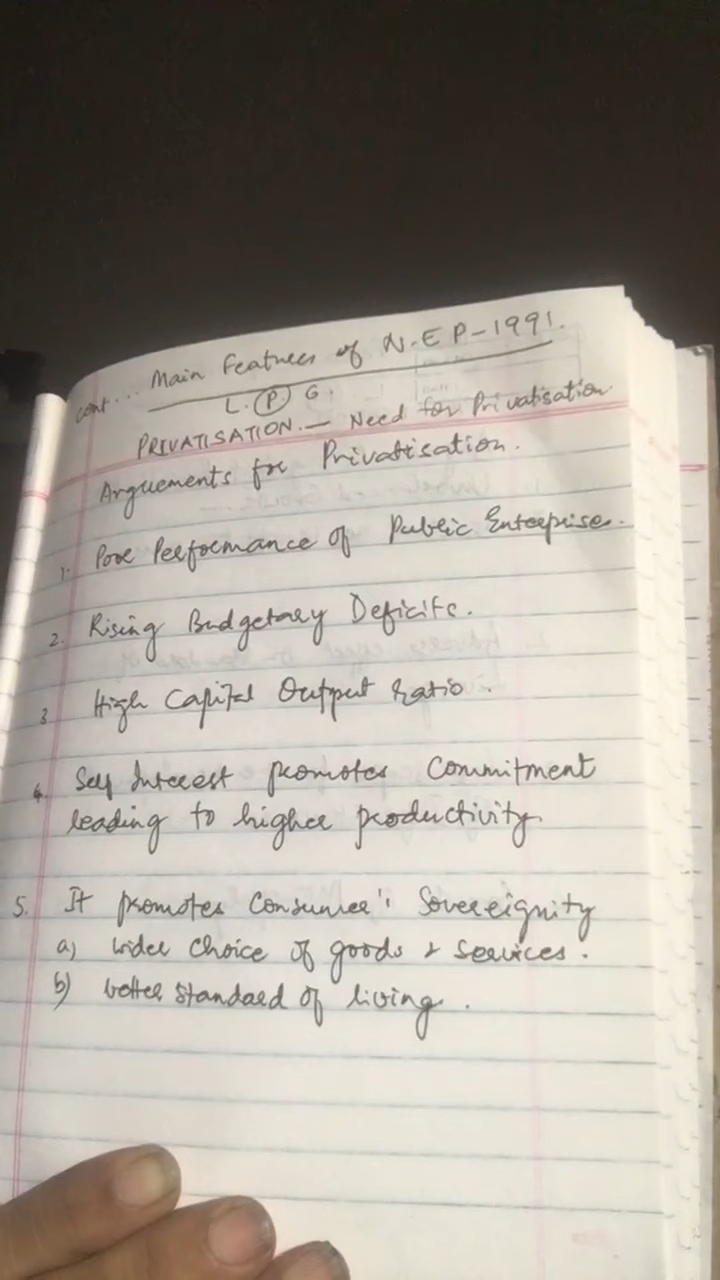 cont... Main Features of N.E P-1991.
L. P G.
PRIVATISATION. — Need for Privatisation.
Arguements for Privatisation.
1. Poor Performance of Public Enterprise.
2. Rising Budgetary Deficits.
3 High Capital Output Ratio.
4. Self Interest promotes Commitment
leading to higher productivity.
5. It promotes Consumer's Sovereignity
a) wider choice of goods & services.
b) better standard of living.